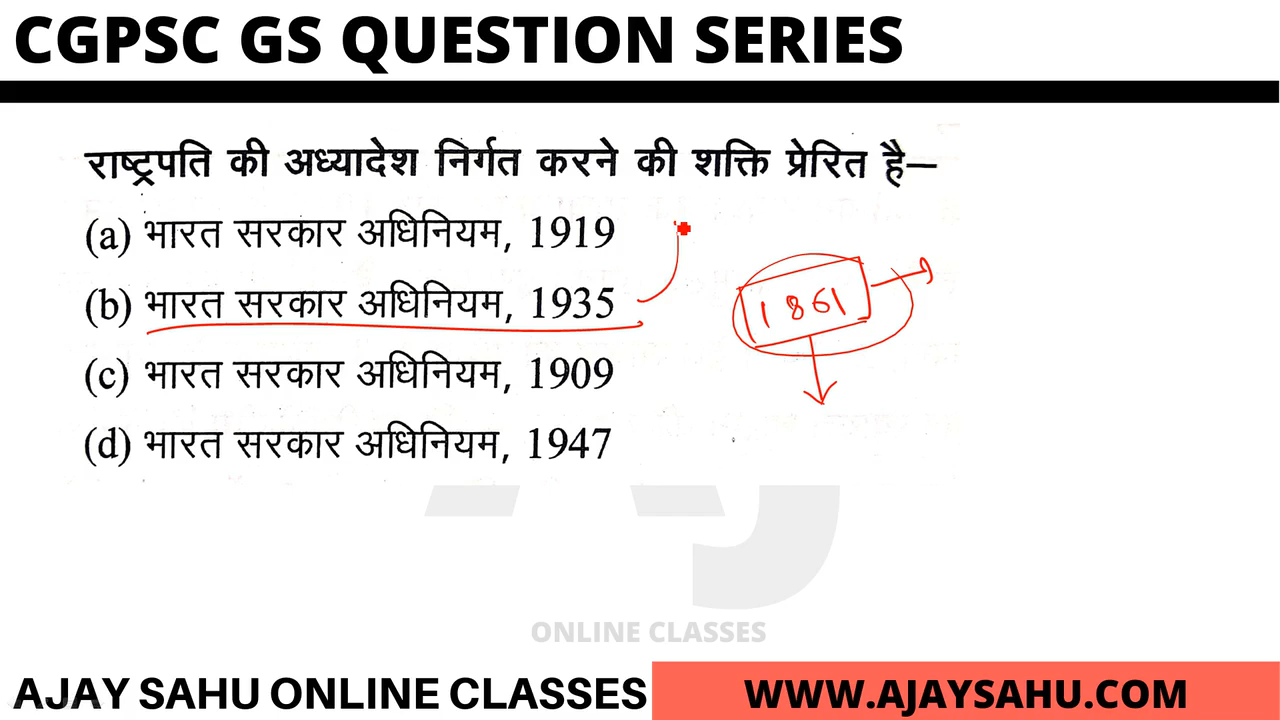 CGPSC GS QUESTION SERIES
राष्ट्रपति की अध्यादेश निर्गत करने की शक्ति प्रेरित है—
(a) भारत सरकार अधिनियम, 1919
(b) भारत सरकार अधिनियम, 1935
1861
(c) भारत सरकार अधिनियम, 1909
(d) भारत सरकार अधिनियम, 1947
ONLINE CLASSES
AJAY SAHU ONLINE CLASSES
WWW.AJAYSAHU.COM